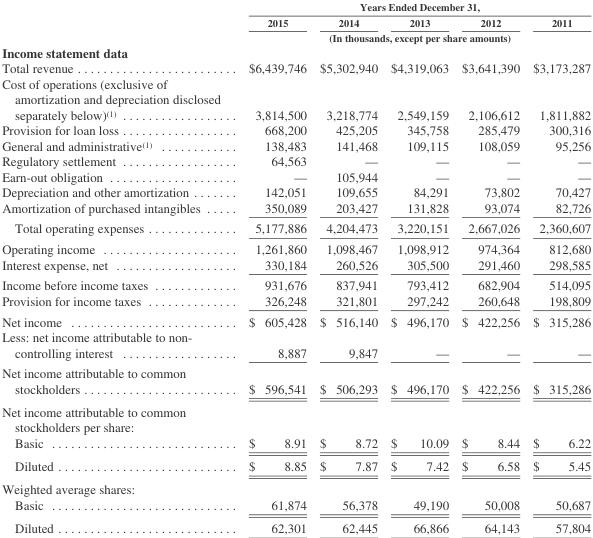 Years Ended December 31,
2015 2014 2013 2012 2011
(In thousands, except per share amounts)
Income statement data
Total revenue . . . . . . . . . . . . . . . . . . . . . . . . . $6,439,746 $5,302,940 $4,319,063 $3,641,390 $3,173,287
Cost of operations (exclusive of
amortization and depreciation disclosed
separately below)(1) . . . . . . . . . . . . . . . . . . 3,814,500 3,218,774 2,549,159 2,106,612 1,811,882
Provision for loan loss . . . . . . . . . . . . . . . . . . 668,200 425,205 345,758 285,479 300,316
General and administrative(1) . . . . . . . . . . . . . 138,483 141,468 109,115 108,059 95,256
Regulatory settlement . . . . . . . . . . . . . . . . . . 64,563 — — — —
Earn-out obligation . . . . . . . . . . . . . . . . . . . . — 105,944 — — —
Depreciation and other amortization . . . . . . . 142,051 109,655 84,291 73,802 70,427
Amortization of purchased intangibles . . . . . 350,089 203,427 131,828 93,074 82,726
Total operating expenses . . . . . . . . . . . . . . 5,177,886 4,204,473 3,220,151 2,667,026 2,360,607
Operating income . . . . . . . . . . . . . . . . . . . . . 1,261,860 1,098,467 1,098,912 974,364 812,680
Interest expense, net . . . . . . . . . . . . . . . . . . . 330,184 260,526 305,500 291,460 298,585
Income before income taxes . . . . . . . . . . . . . . 931,676 837,941 793,412 682,904 514,095
Provision for income taxes . . . . . . . . . . . . . . 326,248 321,801 297,242 260,648 198,809
Net income . . . . . . . . . . . . . . . . . . . . . . . . . . $ 605,428 $ 516,140 $ 496,170 $ 422,256 $ 315,286
Less: net income attributable to non-
controlling interest . . . . . . . . . . . . . . . . . . 8,887 9,847 — — —
Net income attributable to common
stockholders . . . . . . . . . . . . . . . . . . . . . . . . $ 596,541 $ 506,293 $ 496,170 $ 422,256 $ 315,286
Net income attributable to common
stockholders per share:
Basic . . . . . . . . . . . . . . . . . . . . . . . . . . . . . $ 8.91 $ 8.72 $ 10.09 $ 8.44 $ 6.22
Diluted . . . . . . . . . . . . . . . . . . . . . . . . . . . . $ 8.85 $ 7.87 $ 7.42 $ 6.58 $ 5.45
Weighted average shares:
Basic . . . . . . . . . . . . . . . . . . . . . . . . . . . . . 61,874 56,378 49,190 50,008 50,687
Diluted . . . . . . . . . . . . . . . . . . . . . . . . . . . . 62,301 62,445 66,866 64,143 57,804